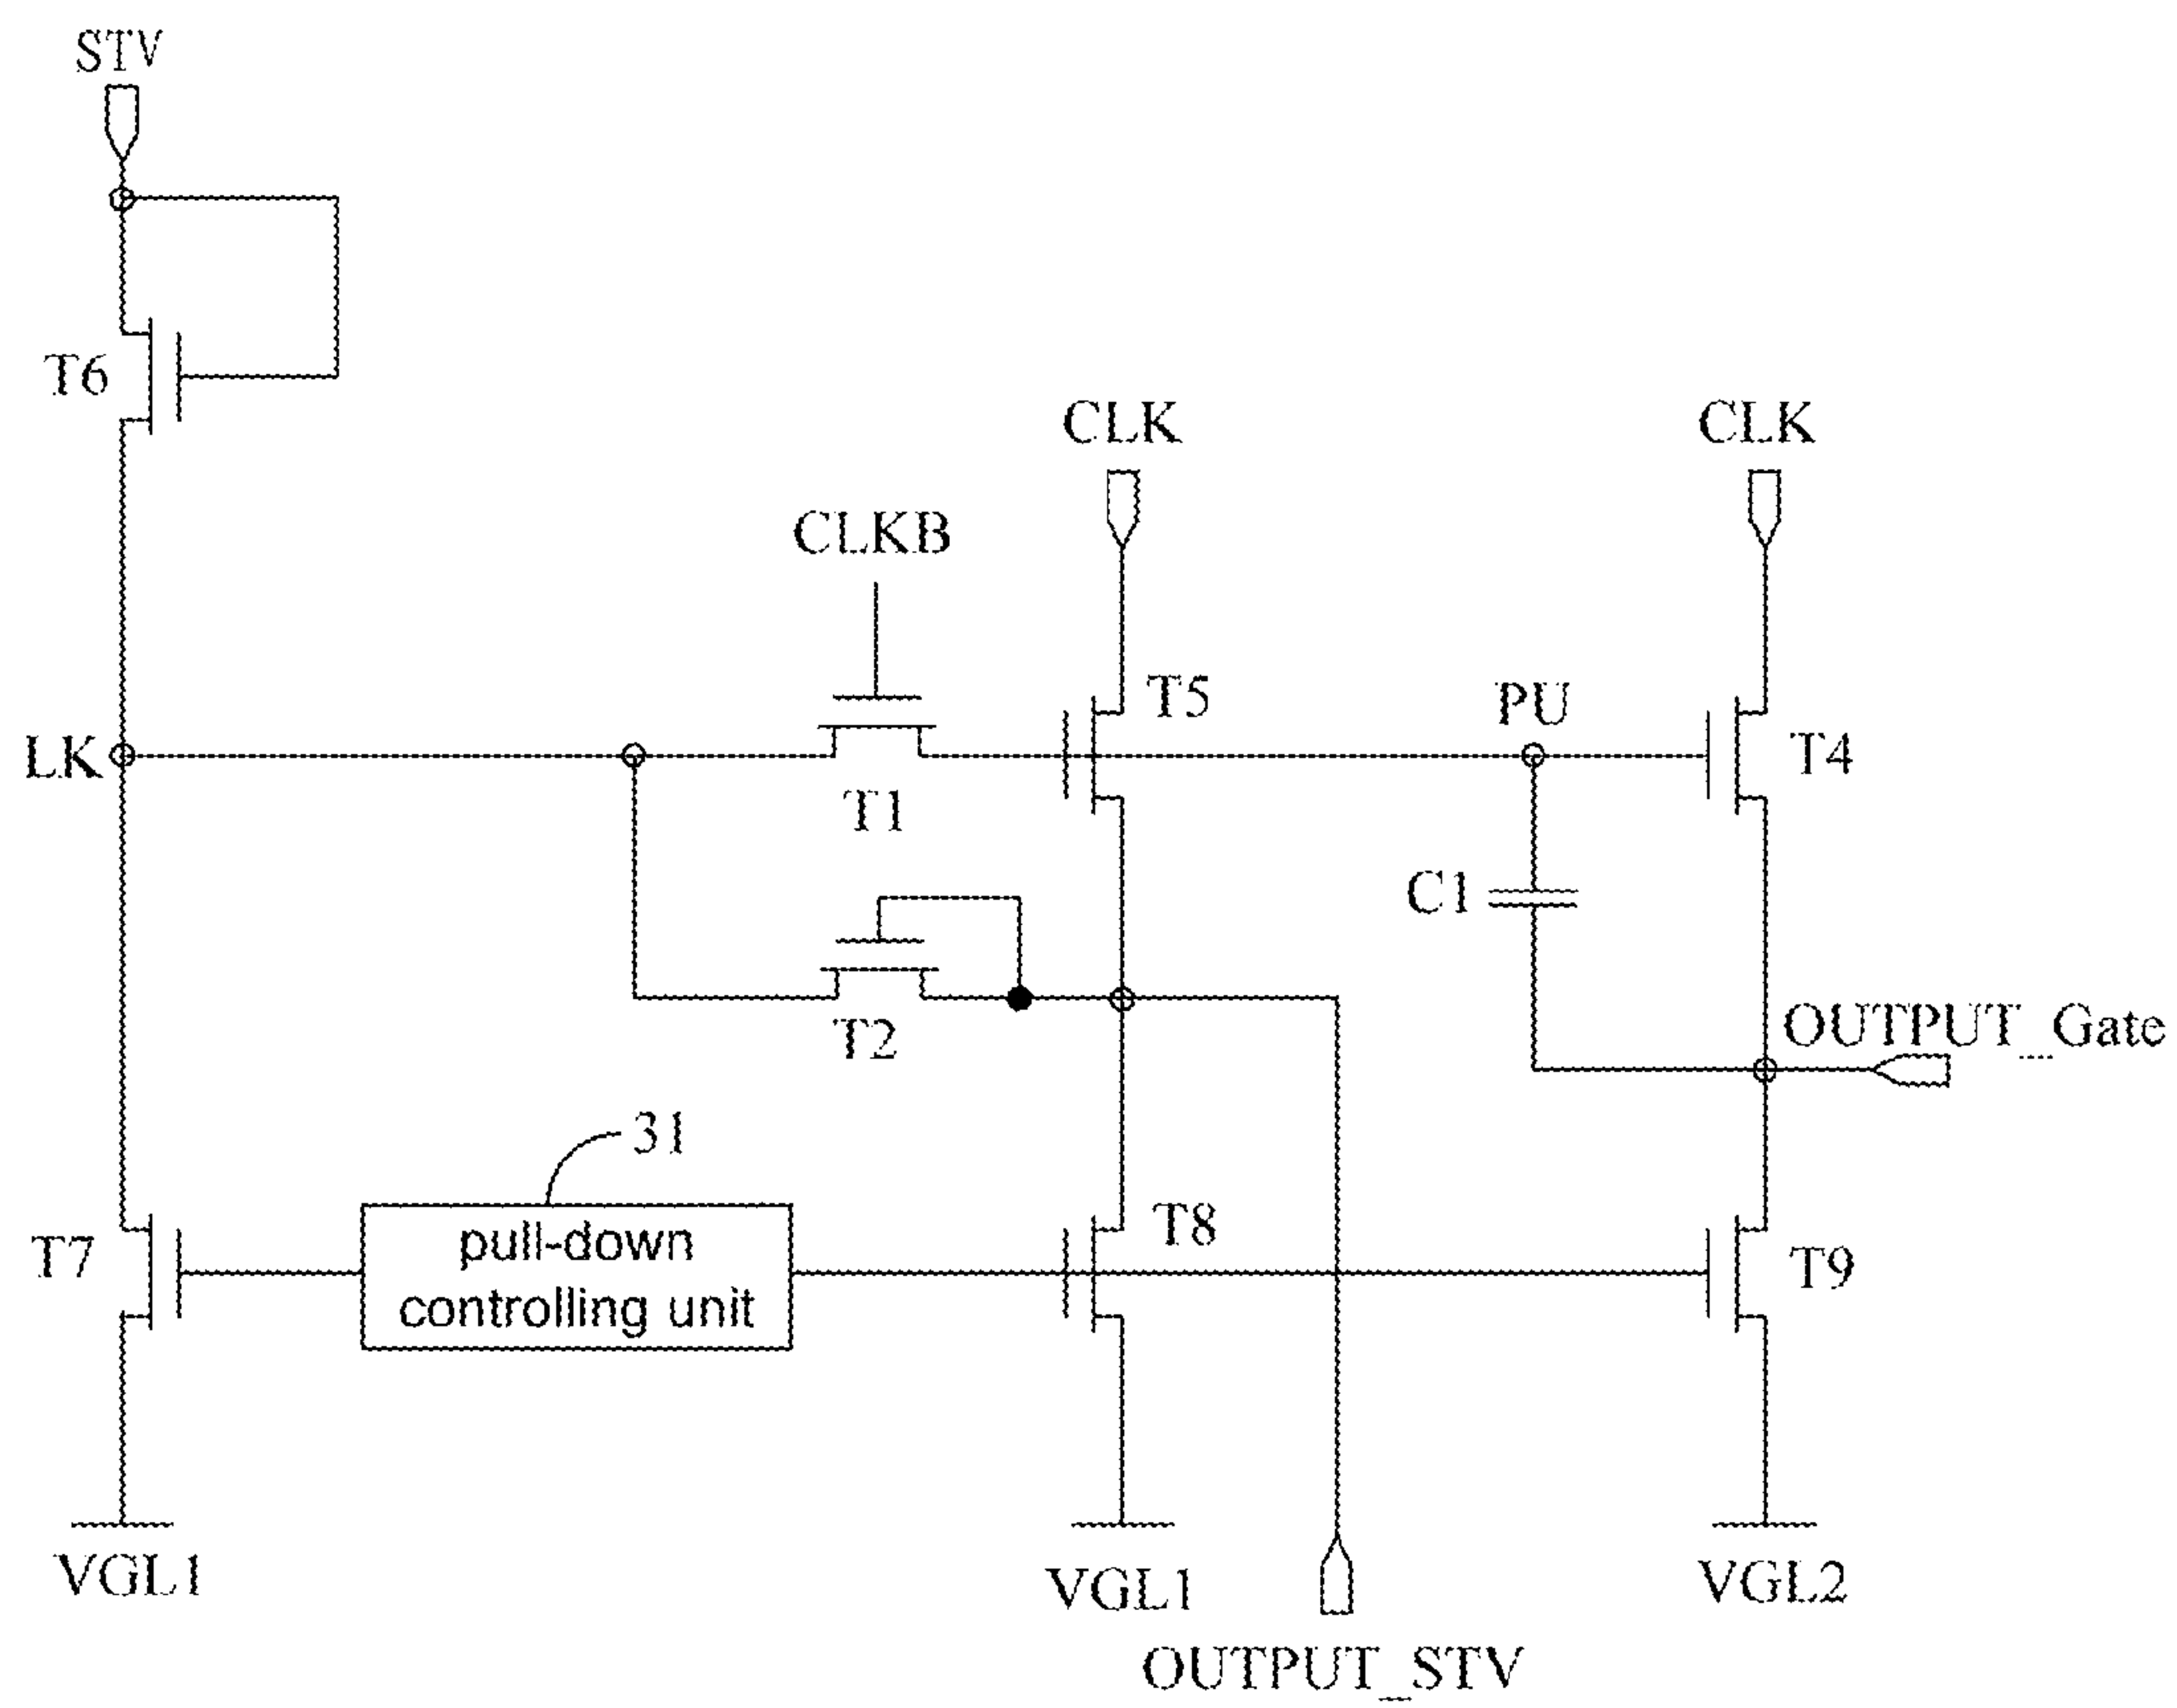 STV
T6
CLK
CLK
CLKB
T5
PU
LK
T4
T1
C1
T2
OUTPUT_Gate
31
T7
pull-down
controlling unit
T8
T9
VGL1
VGL1
VGL2
OUTPUT_STV